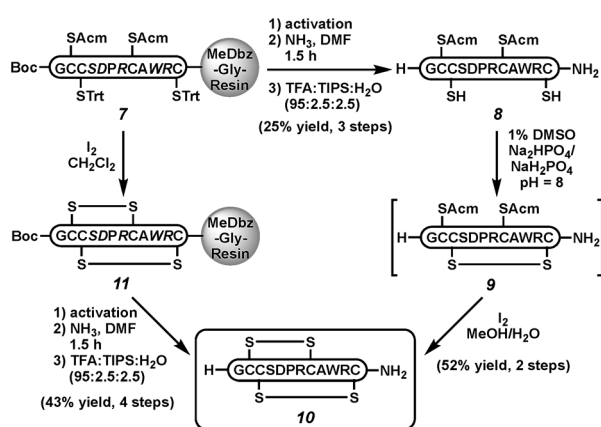 SAcm SAcm
Boc GCCSDPRCAWRC
MeDbz
-Gly-
Resin
STrt STrt
7
1) activation
2) NH3, DMF
1.5 h
3) TFA:TIPS:H2O
(95:2.5:2.5)
(25% yield, 3 steps)
SAcm SAcm
H GCCSDPRCAWRC NH2
SH SH
8
I2
CH2Cl2
1% DMSO
Na2HPO4/
NaH2PO4
pH = 8
S S
Boc GCCSDPRCAWRC
MeDbz
-Gly-
Resin
S S
11
SAcm SAcm
H GCCSDPRCAWRC NH2
S S
9
1) activation
2) NH3, DMF
1.5 h
3) TFA:TIPS:H2O
(95:2.5:2.5)
(43% yield, 4 steps)
S S
H GCCSDPRCAWRC NH2
S S
10
I2
MeOH/H2O
(52% yield, 2 steps)